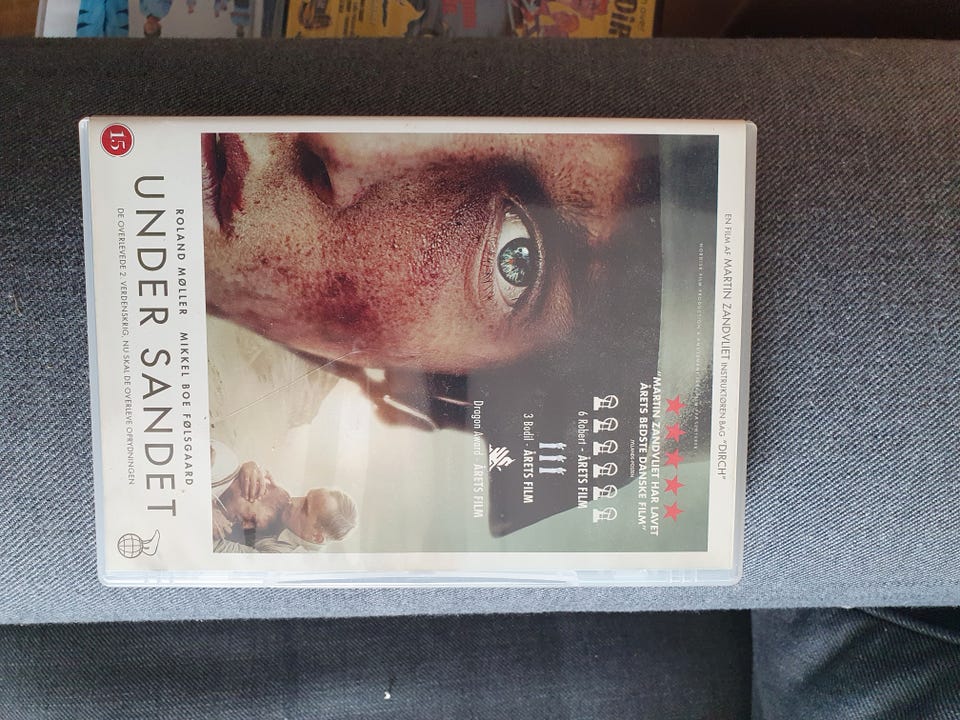 EN FILM AF MARTIN ZANDVLIET INSTRUKTØREN BAG "DIRCH"
"MARTIN ZANDVLIET HAR LAVET
ÅRETS BEDSTE DANSKE FILM"
JYLLANDS-POSTEN
6 Robert - ÅRETS FILM
3 Bodil - ÅRETS FILM
Dragon Award - ÅRETS FILM
ROLAND MØLLER MIKKEL BOE FØLSGAARD
UNDER SANDET
DE OVERLEVEDE 2. VERDENSKRIG. NU SKAL DE OVERLEVE OPRYDNINGEN
15